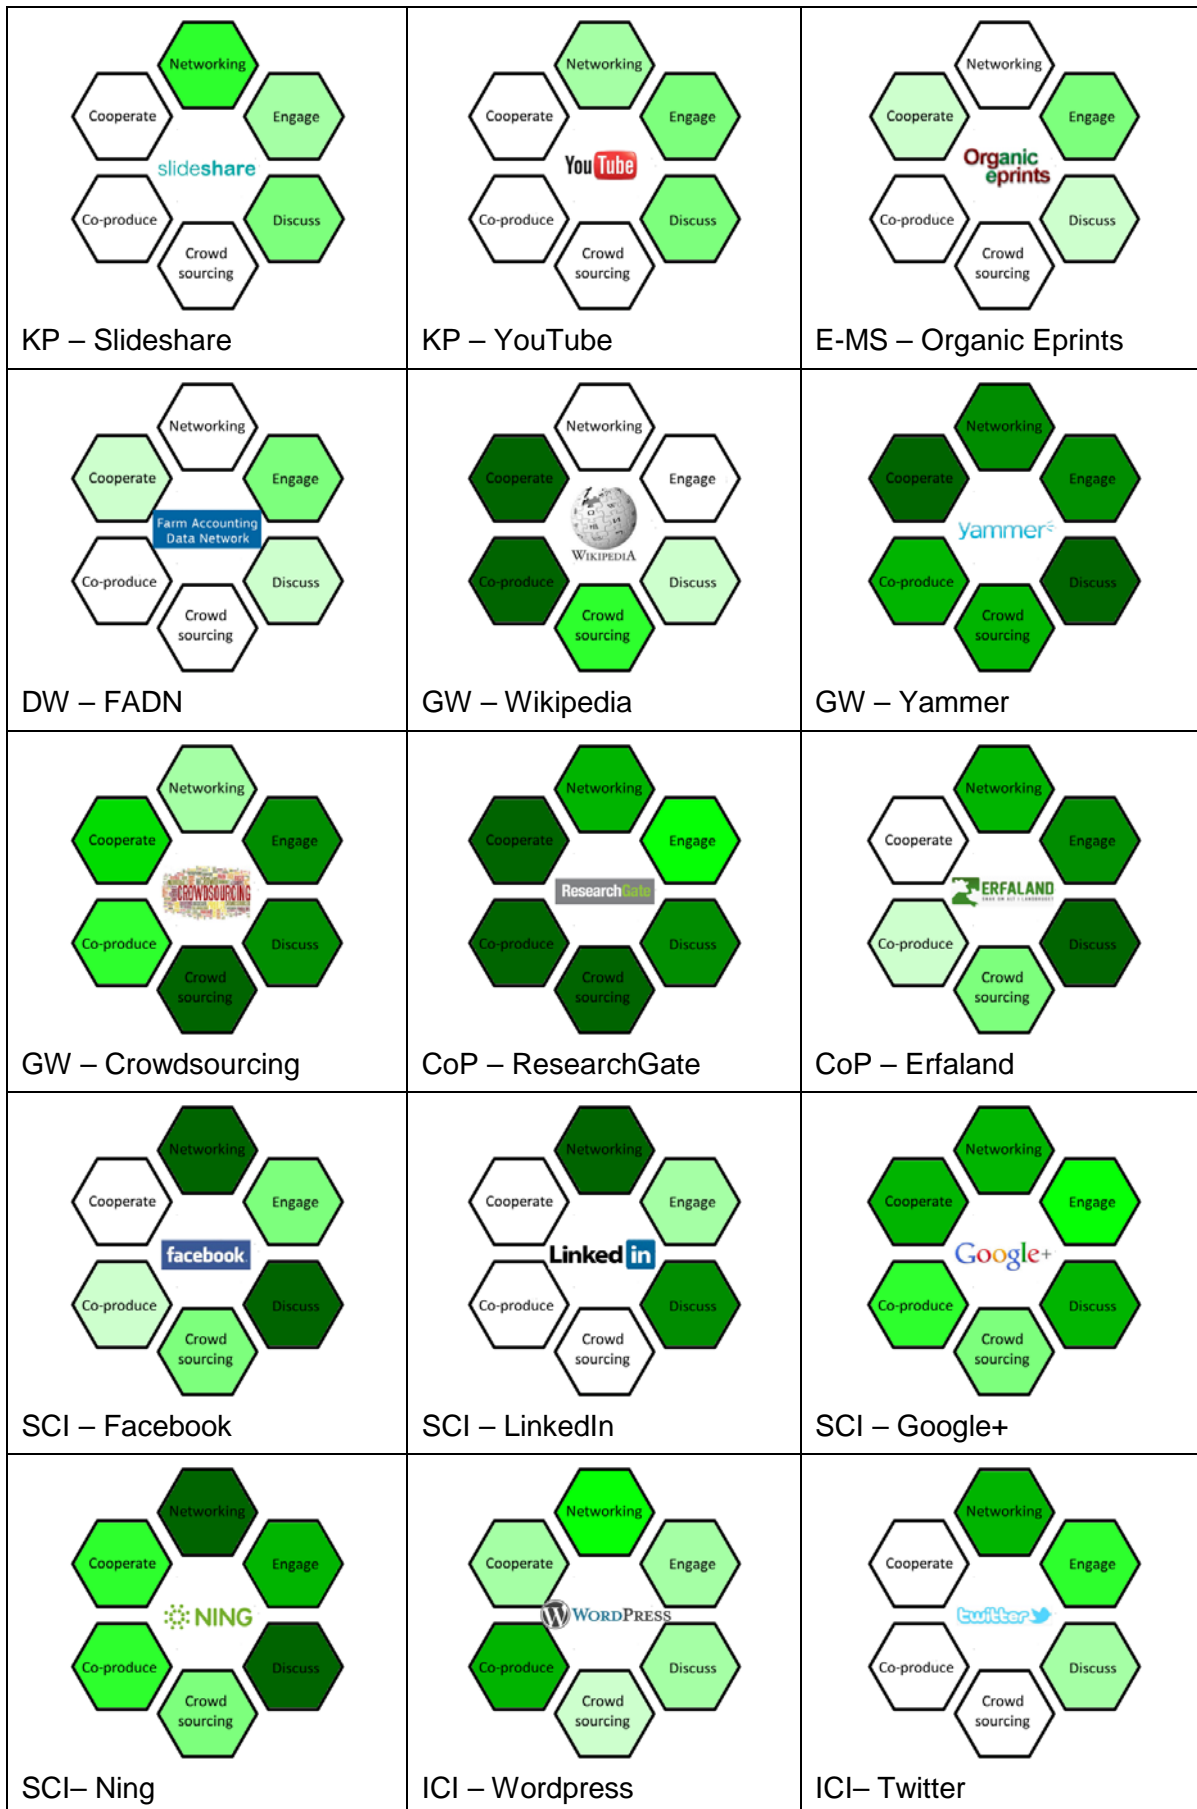 Networking
Cooperate
Engage
slideshare
Co-produce
Discuss
Crowd
sourcing
KP – Slideshare
Networking
Cooperate
Engage
YouTube
Co-produce
Discuss
Crowd
sourcing
KP – YouTube
Networking
Cooperate
Engage
Organic
eprints
Co-produce
Discuss
Crowd
sourcing
E-MS – Organic Eprints
Networking
Cooperate
Engage
Farm Accounting
Data Network
Co-produce
Discuss
Crowd
sourcing
DW – FADN
Networking
Cooperate
Engage
WIKIPEDIA
Co-produce
Discuss
Crowd
sourcing
GW – Wikipedia
Networking
Cooperate
Engage
yammer
Co-produce
Discuss
Crowd
sourcing
GW – Yammer
Networking
Cooperate
Engage
CROWDSOURCING
Co-produce
Discuss
Crowd
sourcing
GW – Crowdsourcing
Networking
Cooperate
Engage
ResearchGate
Co-produce
Discuss
Crowd
sourcing
CoP – ResearchGate
Networking
Cooperate
Engage
ERFALAND
Co-produce
Discuss
Crowd
sourcing
CoP – Erfaland
Networking
Cooperate
Engage
facebook
Co-produce
Discuss
Crowd
sourcing
SCI – Facebook
Networking
Cooperate
Engage
Linked in
Co-produce
Discuss
Crowd
sourcing
SCI – LinkedIn
Networking
Cooperate
Engage
Google+
Co-produce
Discuss
Crowd
sourcing
SCI – Google+
Networking
Cooperate
Engage
NING
Co-produce
Discuss
Crowd
sourcing
SCI– Ning
Networking
Cooperate
Engage
WORDPRESS
Co-produce
Discuss
Crowd
sourcing
ICI – Wordpress
Networking
Cooperate
Engage
twitter
Co-produce
Discuss
Crowd
sourcing
ICI– Twitter